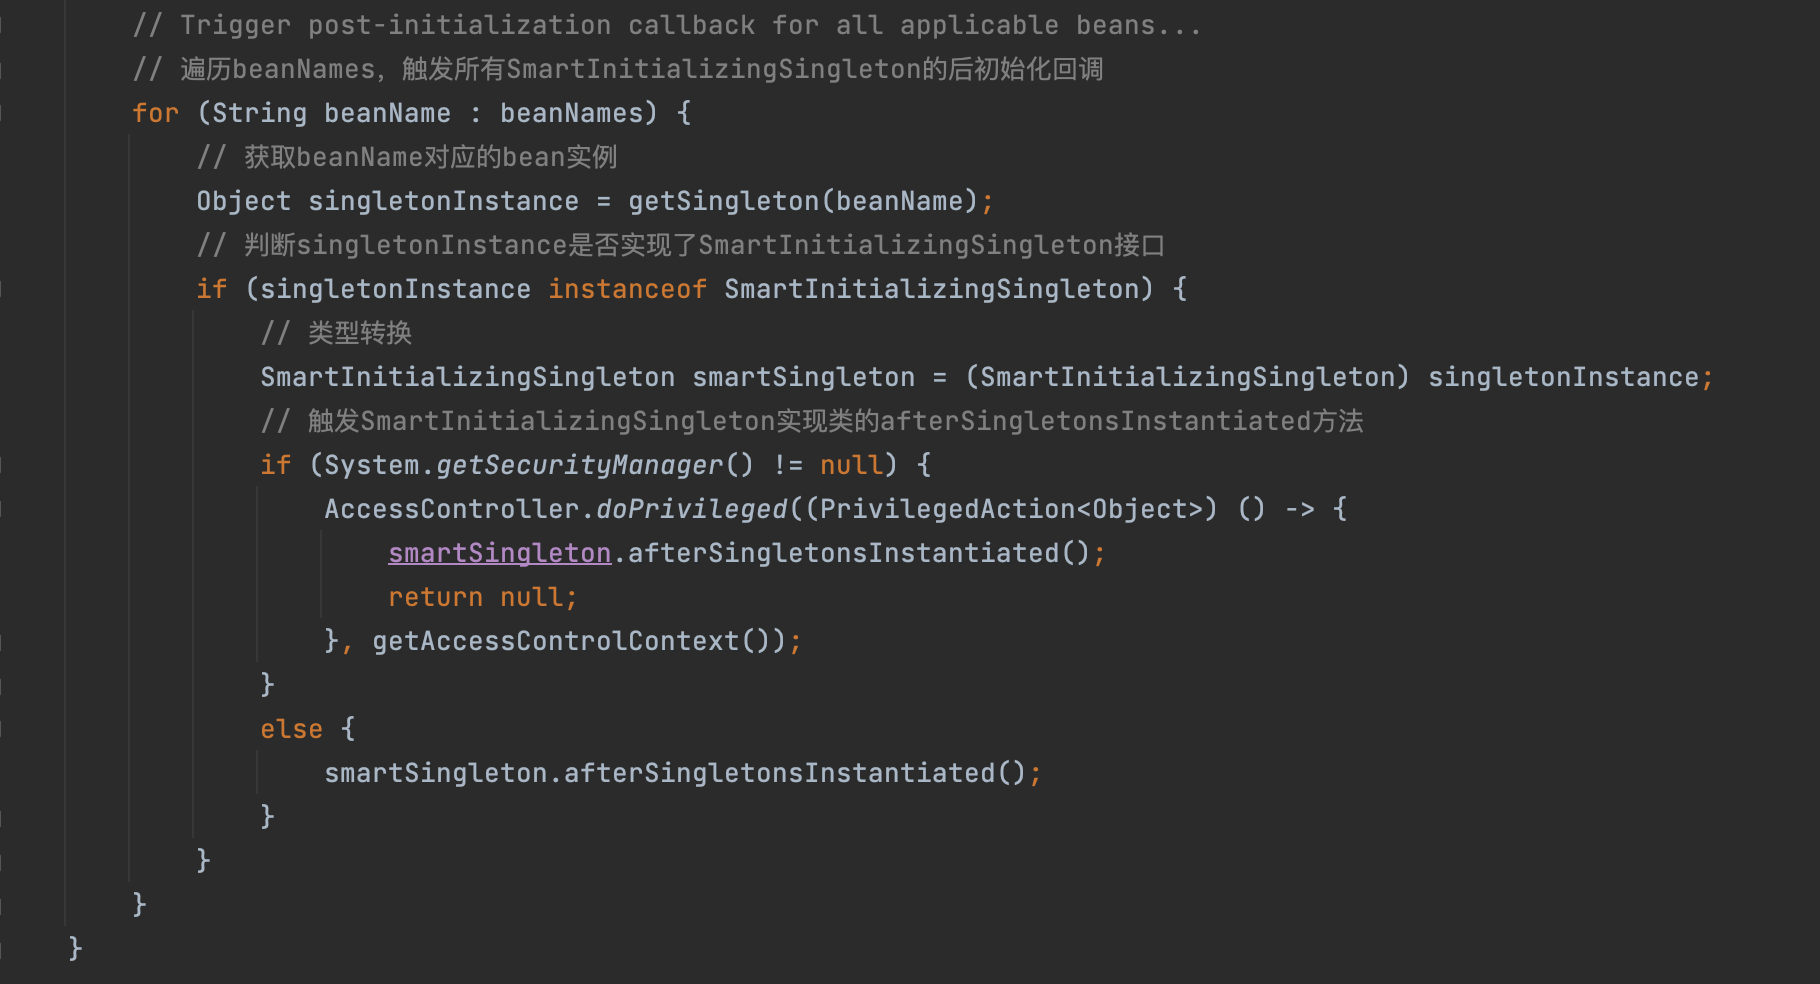 // Trigger post-initialization callback for all applicable beans...
// 遍历beanNames，触发所有SmartInitializingSingleton的后初始化回调
for (String beanName : beanNames) {
// 获取beanName对应的bean实例
Object singletonInstance = getSingleton(beanName);
// 判断singletonInstance是否实现了SmartInitializingSingleton接口
if (singletonInstance instanceof SmartInitializingSingleton) {
// 类型转换
SmartInitializingSingleton smartSingleton = (SmartInitializingSingleton) singletonInstance;
// 触发SmartInitializingSingleton实现类的afterSingletonsInstantiated方法
if (System.getSecurityManager() != null) {
AccessController.doPrivileged((PrivilegedAction<Object>) () -> {
smartSingleton.afterSingletonsInstantiated();
return null;
}, getAccessControlContext());
}
else {
smartSingleton.afterSingletonsInstantiated();
}
}
}
}